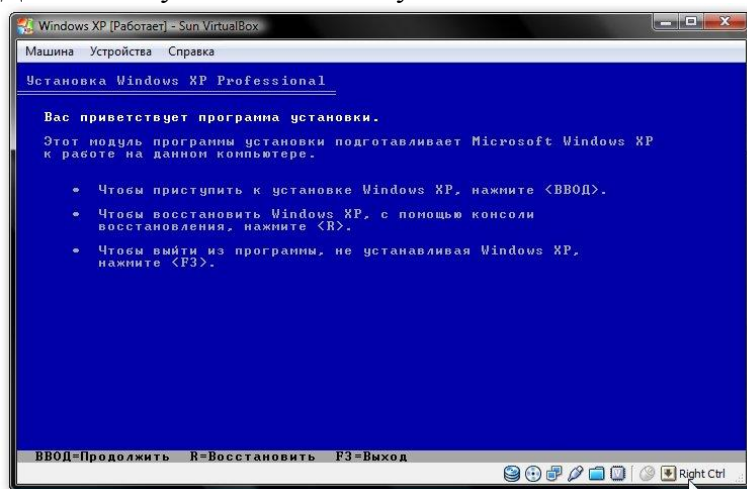 Windows XP [Работает] - Sun VirtualBox
Машина Устройства Справка
Установка Windows XP Professional
Вас приветствует программа установки.
Этот модуль программы установки подготавливает Microsoft Windows XP
к работе на данном компьютере.
• Чтобы приступить к установке Windows XP, нажмите <ВВОД>.
• Чтобы восстановить Windows XP, с помощью консоли
восстановления, нажмите <R>.
• Чтобы выйти из программы, не устанавливая Windows XP,
нажмите <F3>.
ВВОД=Продолжить R=Восстановить F3=Выход
Right Ctrl